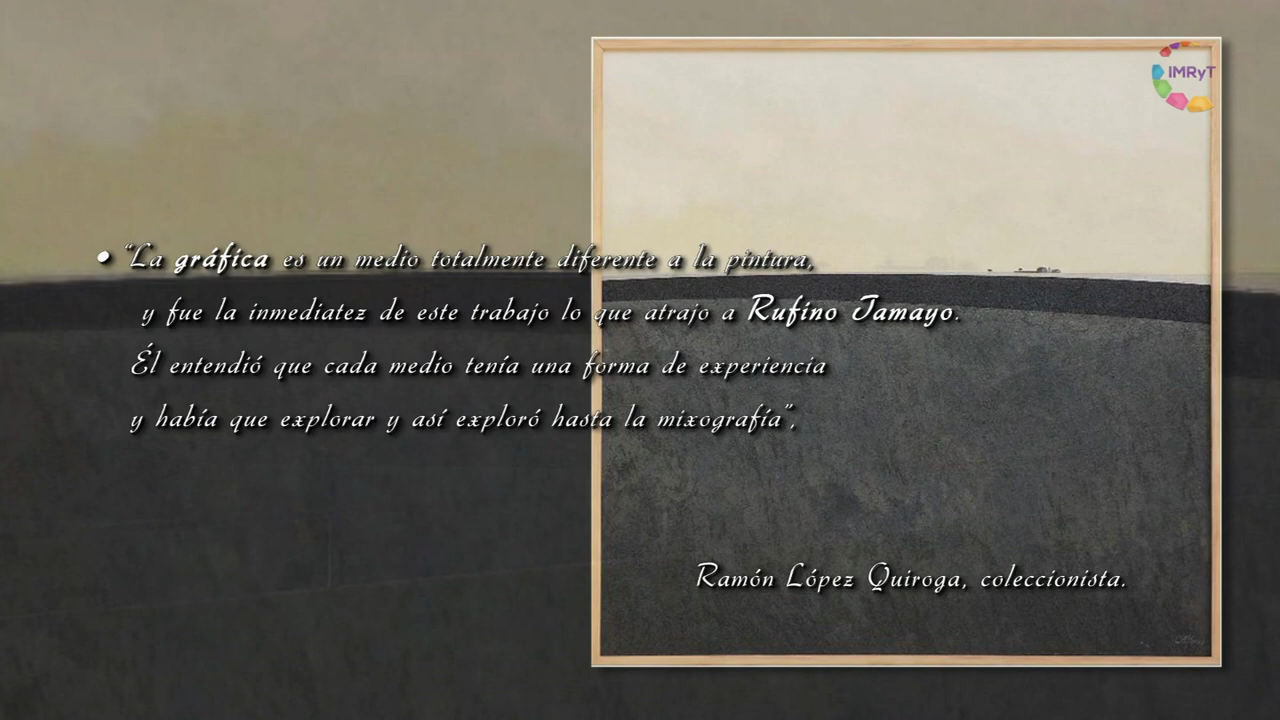 IMRyT
• “La gráfica es un medio totalmente diferente a la pintura,
y fue la inmediatez de este trabajo lo que atrajo a Rufino Tamayo.
Él entendió que cada medio tenía una forma de experiencia
y había que explorar y así exploró hasta la mixografía”,
Ramón López Quiroga, coleccionista.